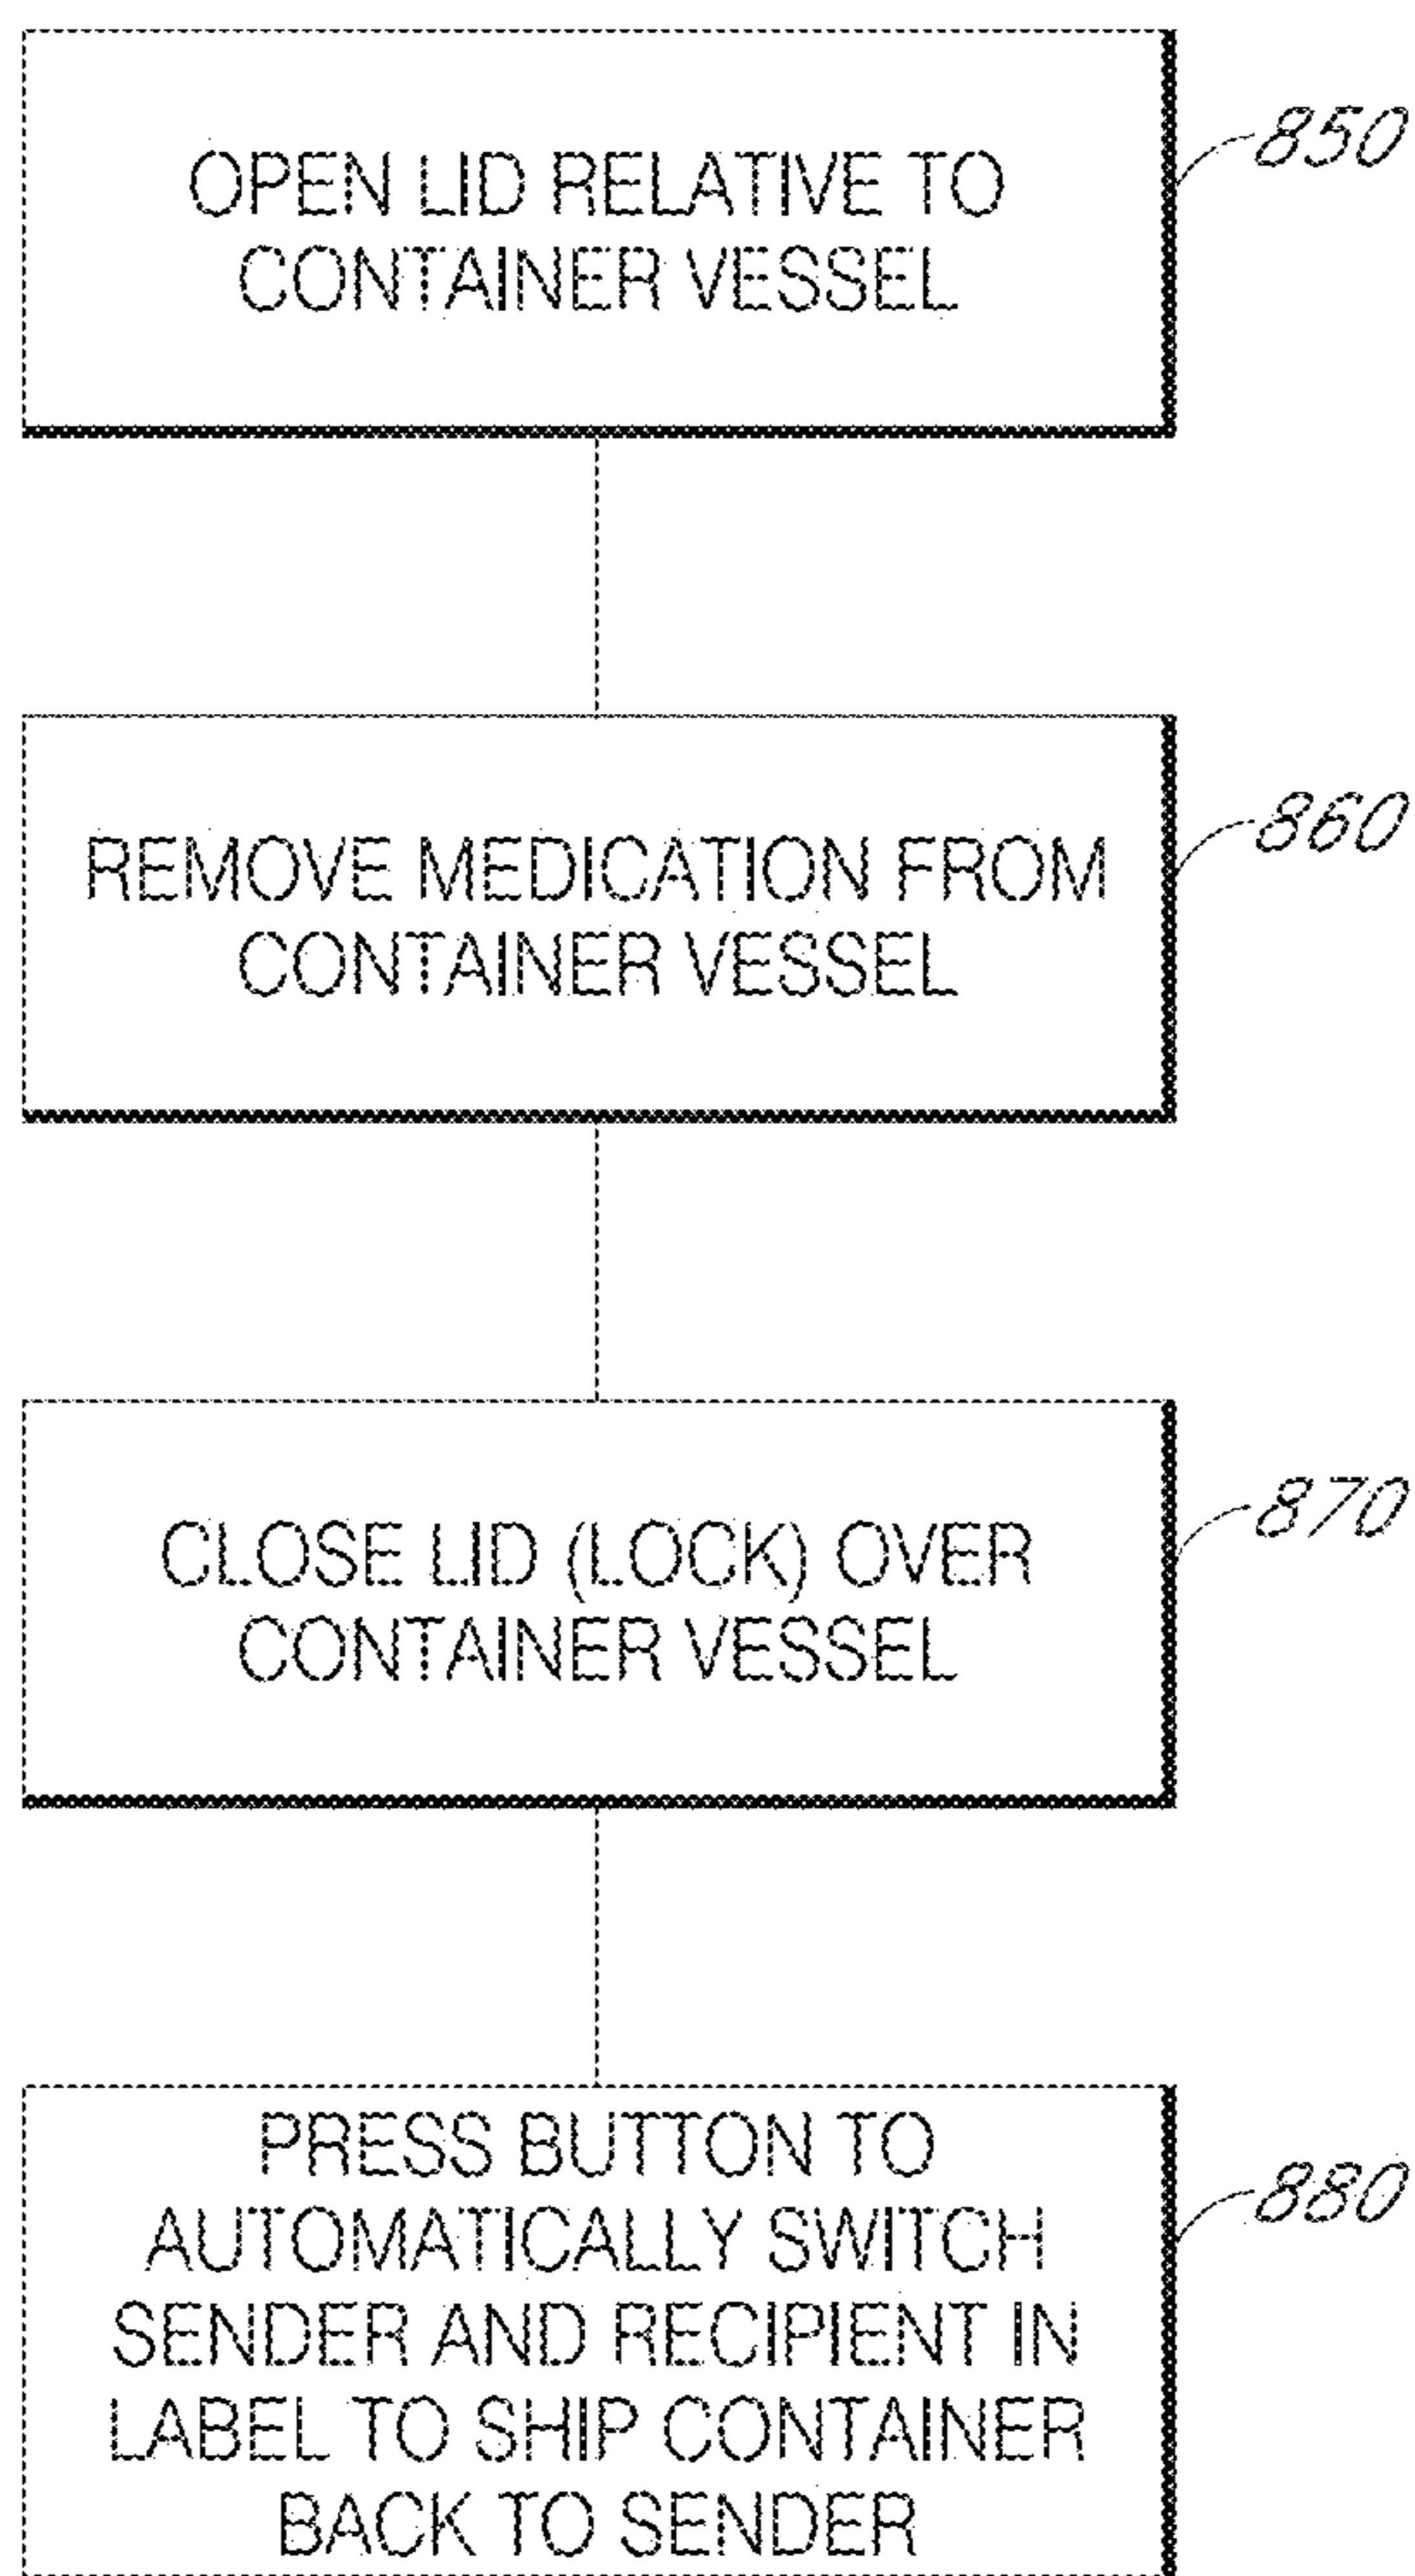 OPEN LID RELATIVE TO
CONTAINER VESSEL
850
REMOVE MEDICATION FROM
CONTAINER VESSEL
860
CLOSE LID (LOCK) OVER
CONTAINER VESSEL
870
PRESS BUTTON TO
AUTOMATICALLY SWITCH
SENDER AND RECIPIENT IN
LABEL TO SHIP CONTAINER
BACK TO SENDER
880